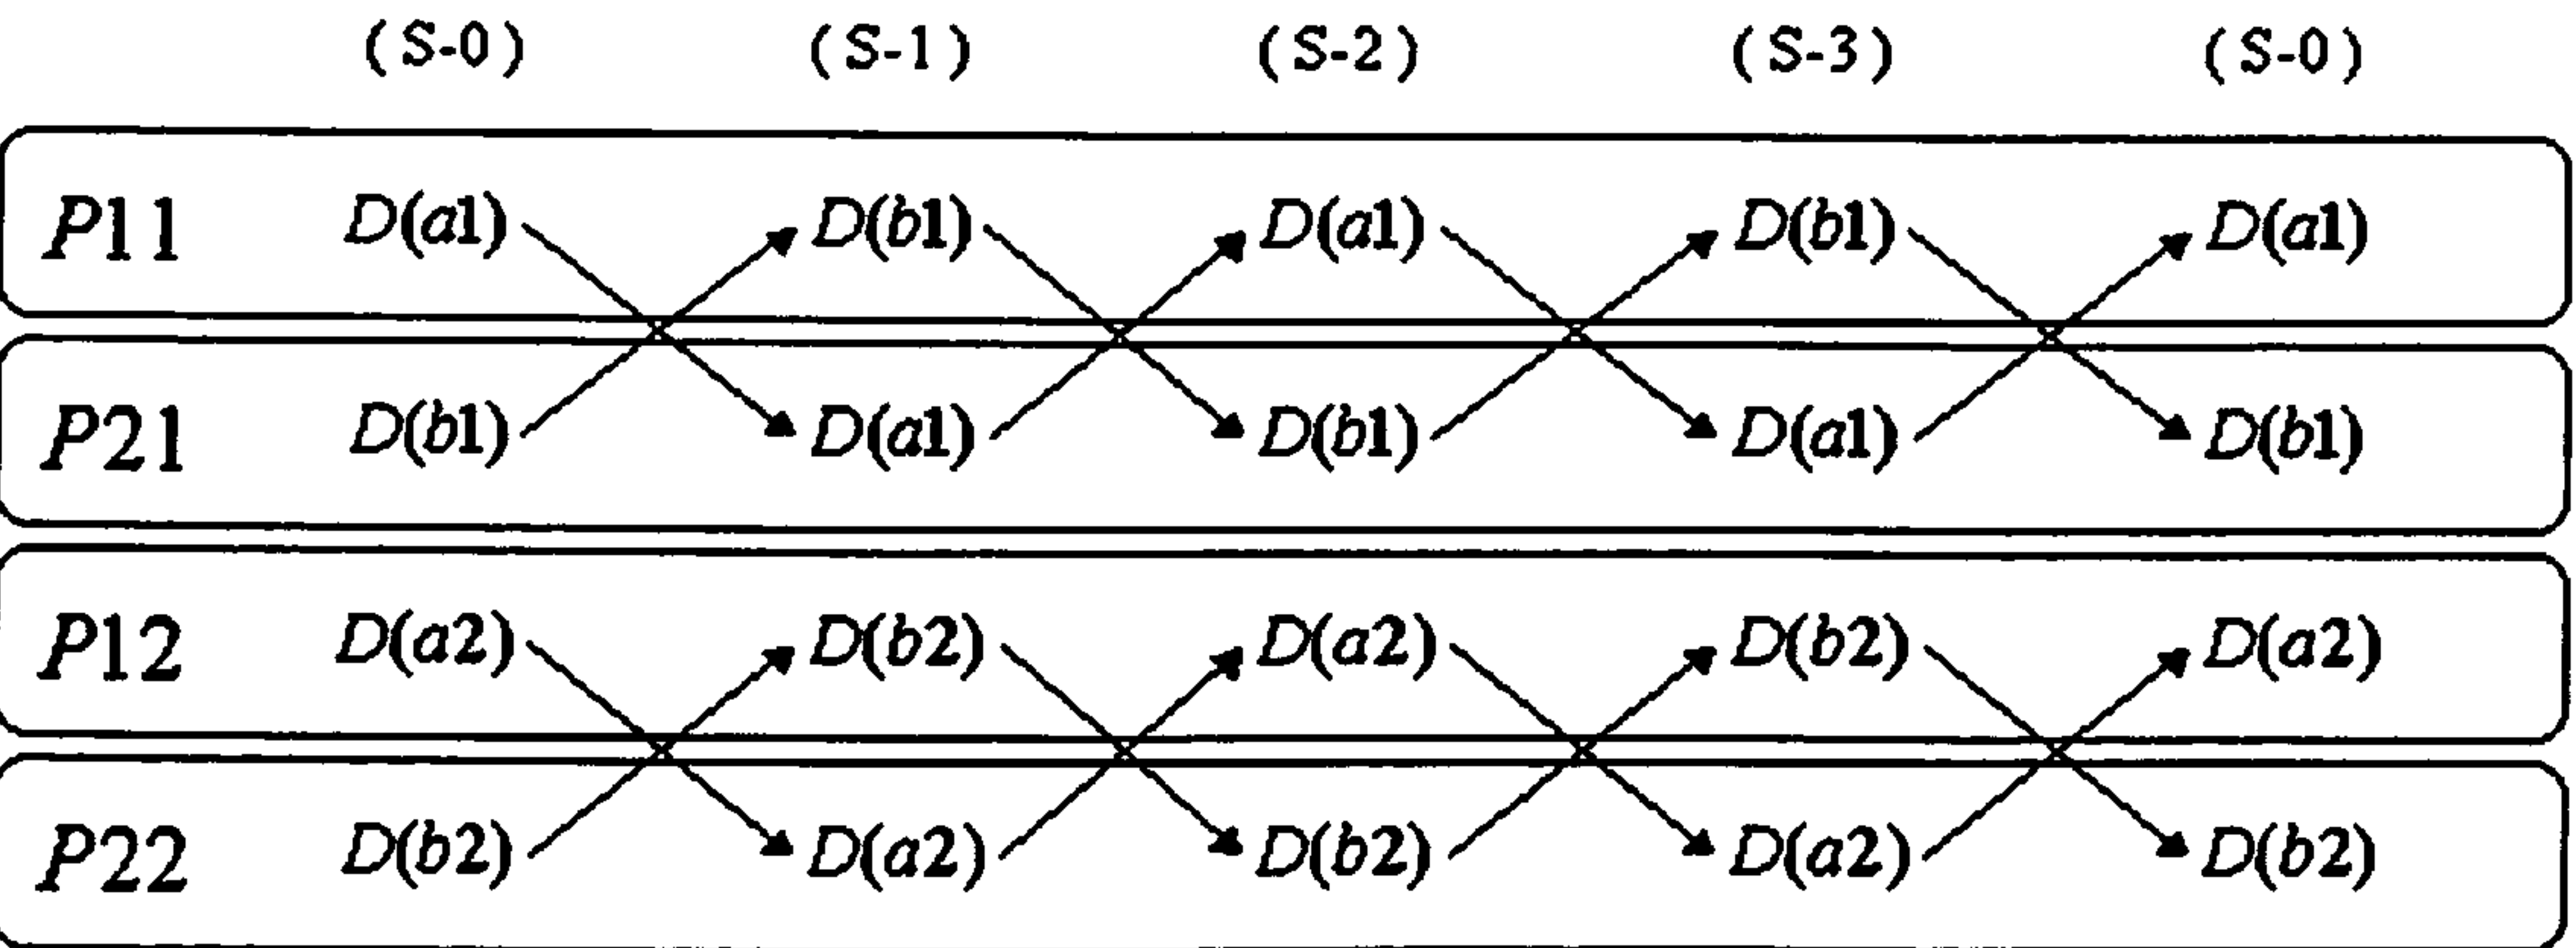 (S-0) (S-1) (S-2) (S-3) (S-0)
P11 D(a1) D(b1) D(a1) D(b1) D(a1)
P21 D(b1) D(a1) D(b1) D(a1) D(b1)
P12 D(a2) D(b2) D(a2) D(b2) D(a2)
P22 D(b2) D(a2) D(b2) D(a2) D(b2)